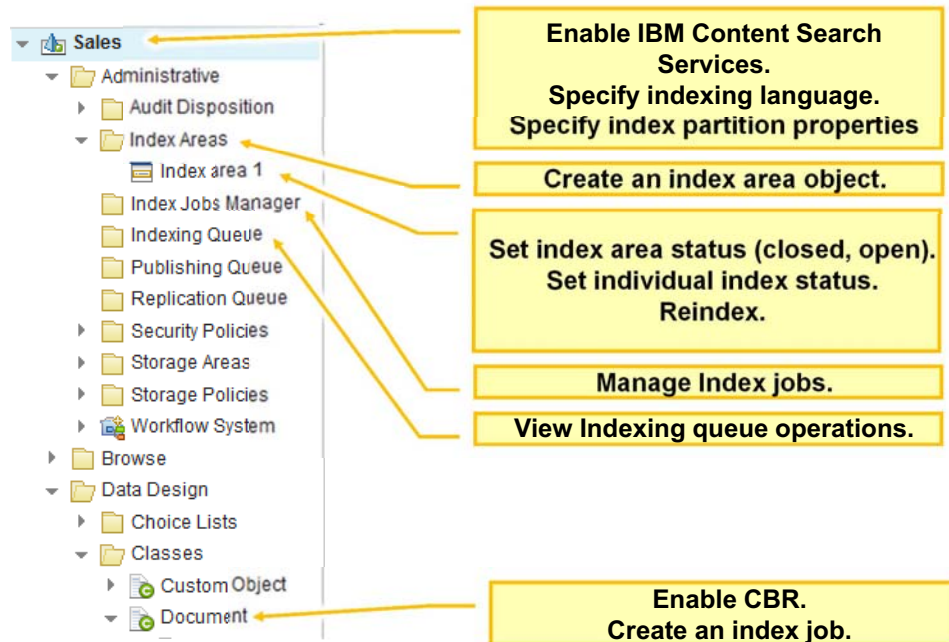 Sales
Administrative
Audit Disposition
Index Areas
Index area 1
Index Jobs Manager
Indexing Queue
Publishing Queue
Replication Queue
Security Policies
Storage Areas
Storage Policies
Workflow System
Browse
Data Design
Choice Lists
Classes
Custom Object
Document
Enable IBM Content Search
Services.
Specify indexing language.
Specify index partition properties
Create an index area object.
Set index area status (closed, open).
Set individual index status.
Reindex.
Manage Index jobs.
View Indexing queue operations.
Enable CBR.
Create an index job.